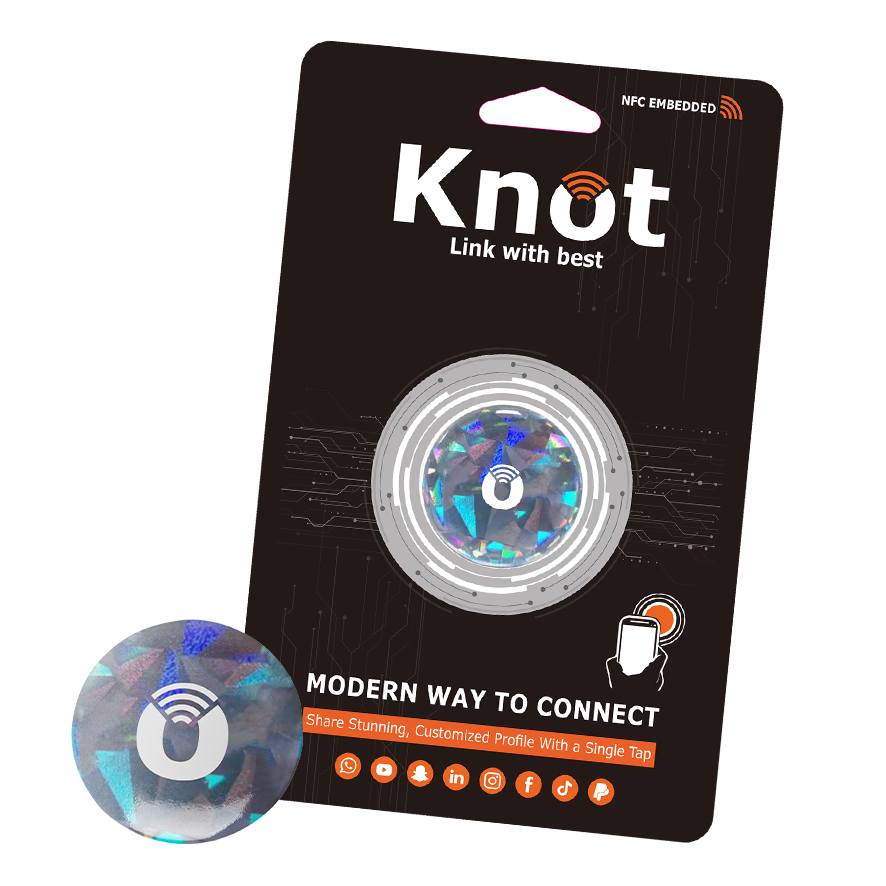 NFC EMBEDDED
Knot
Link with best
MODERN WAY TO CONNECT
Share Stunning, Customized Profile With a Single Tap